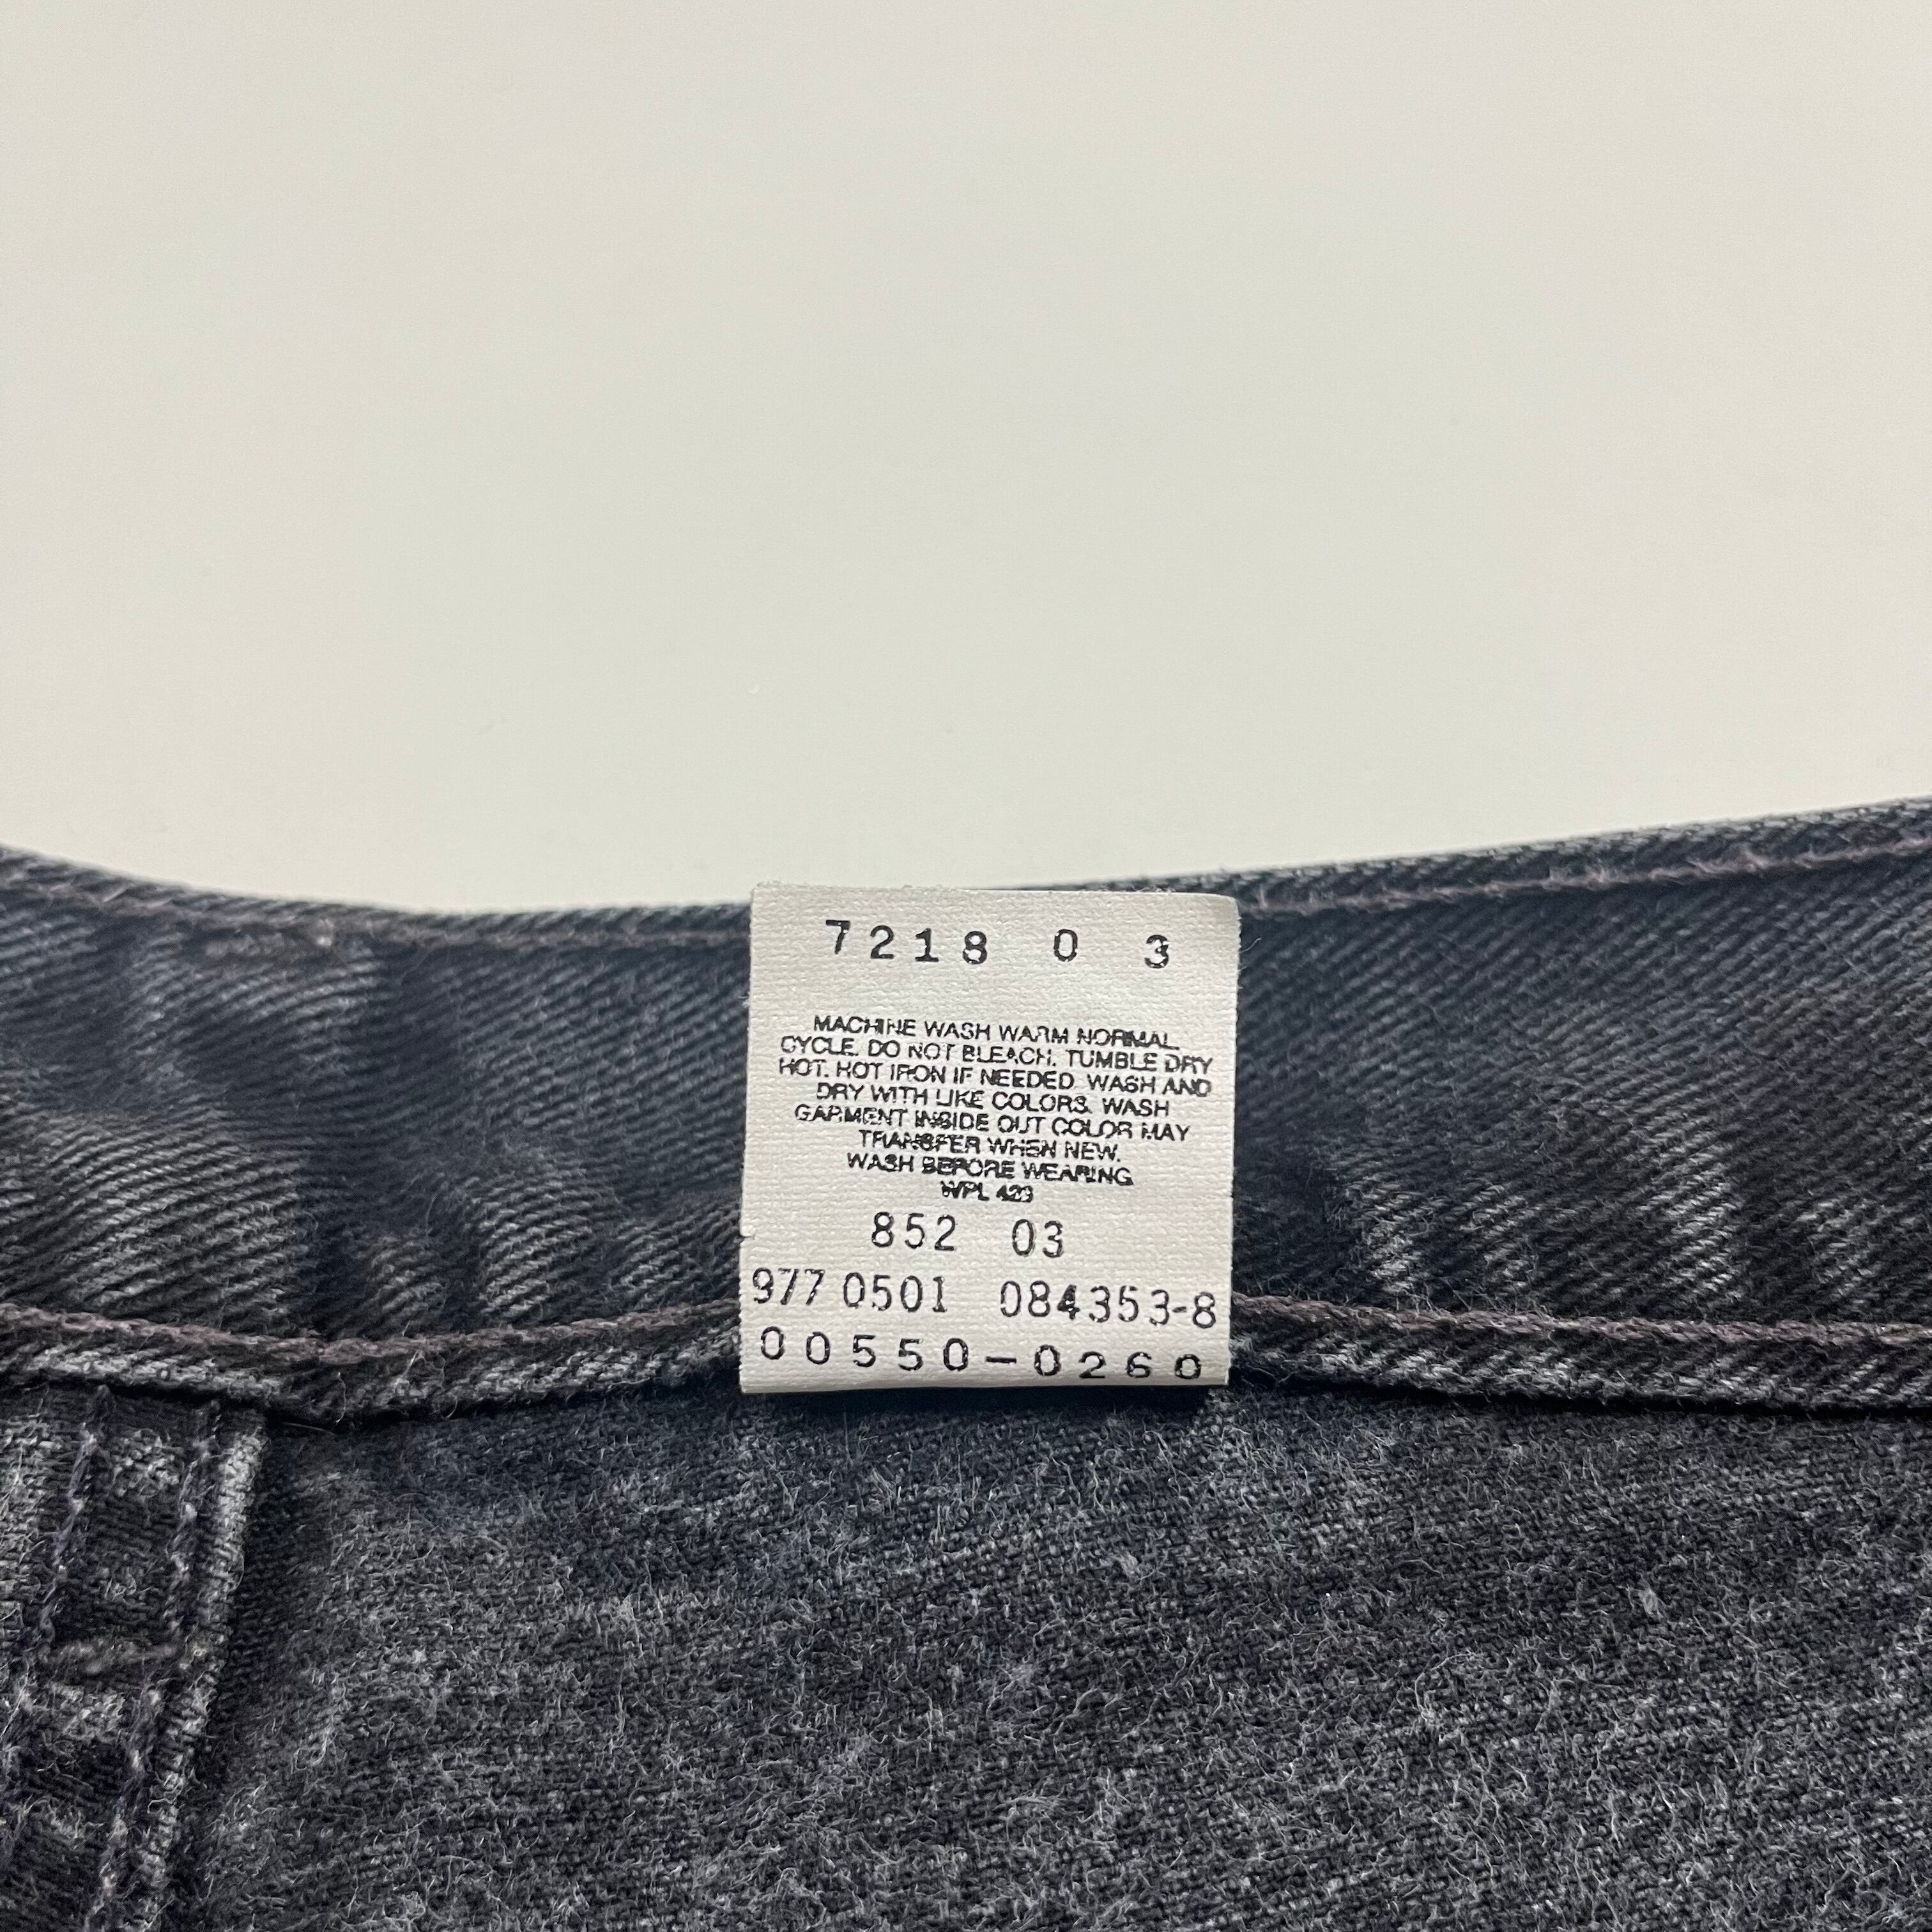 7218 0 3
MACHINE WASH WARM NORMAL
CYCLE. DO NOT BLEACH. TUMBLE DRY
HOT. HOT IRON IF NEEDED. WASH AND
DRY WITH LIKE COLORS. WASH
GARMENT INSIDE OUT COLOR MAY
TRANSFER WHEN NEW.
WASH BEFORE WEARING
WPL 423
852 03
977 0501 084353-8
00550-0260